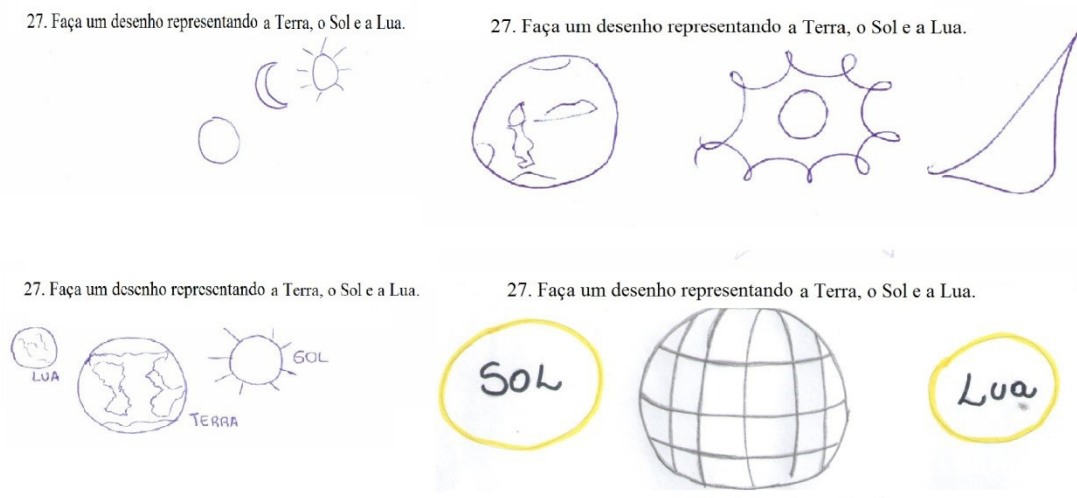 27. Faça um desenho representando a Terra, o Sol e a Lua.
27. Faça um desenho representando a Terra, o Sol e a Lua.
27. Faça um desenho representando a Terra, o Sol e a Lua.
LUA
TERRA
SOL
27. Faça um desenho representando a Terra, o Sol e a Lua.
SOL
Lua